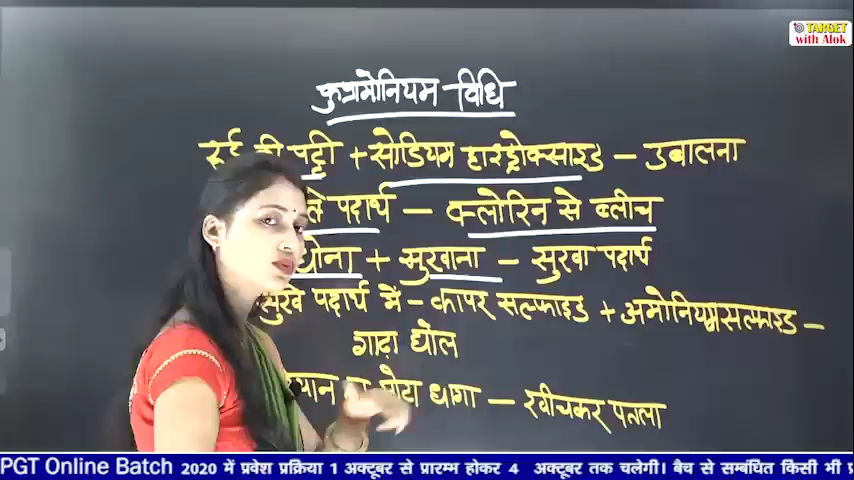 TARGET
with Alok
कुप्रामोनियम विधि
रुई की पट्टी + सोडियम हाइड्रोक्साइड – उबालना
पदार्थ – क्लोरिन से ब्लीच
धोना + सुखाना – सुखा पदार्थ
सुखे पदार्थ में – कापर सल्फाइड + अमोनियम सल्फाइड –
गाढ़ा घोल
मोटा धागा – खींचकर पतला
PGT Online Batch 2020 में प्रवेश प्रक्रिया 1 अक्टूबर से प्रारम्भ होकर 4 अक्टूबर तक चलेगी। बैच से सम्बंधित किसी भी